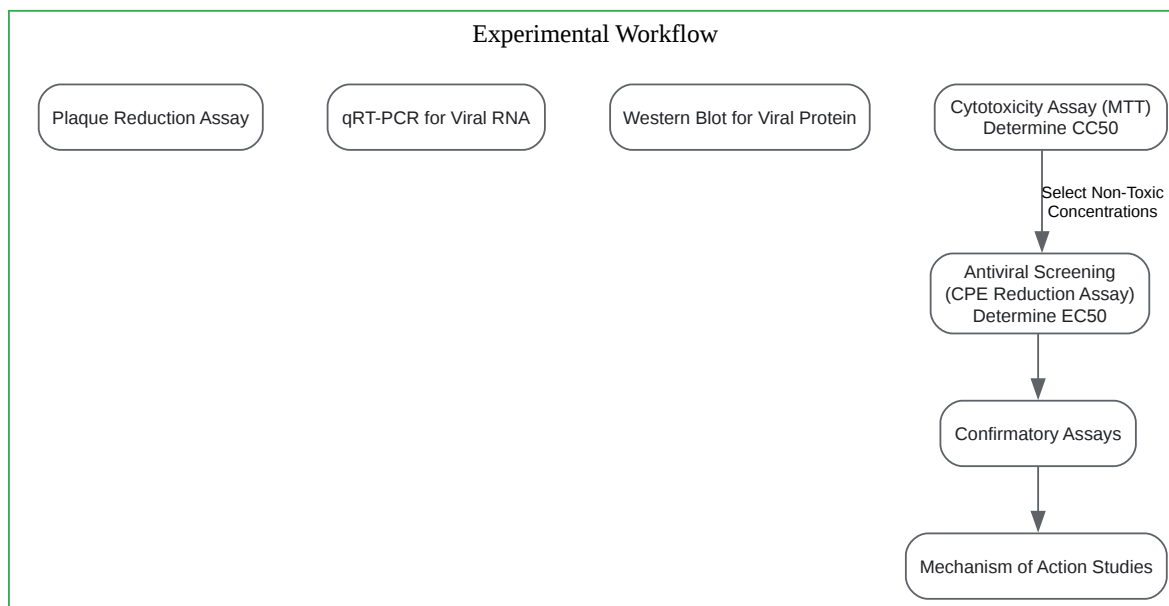 Experimental Workflow
Plaque Reduction Assay
qRT-PCR for Viral RNA
Western Blot for Viral Protein
Cytotoxicity Assay (MTT)
Determine CC50
Select Non-Toxic
Concentrations
Antiviral Screening
(CPE Reduction Assay)
Determine EC50
Confirmatory Assays
Mechanism of Action Studies